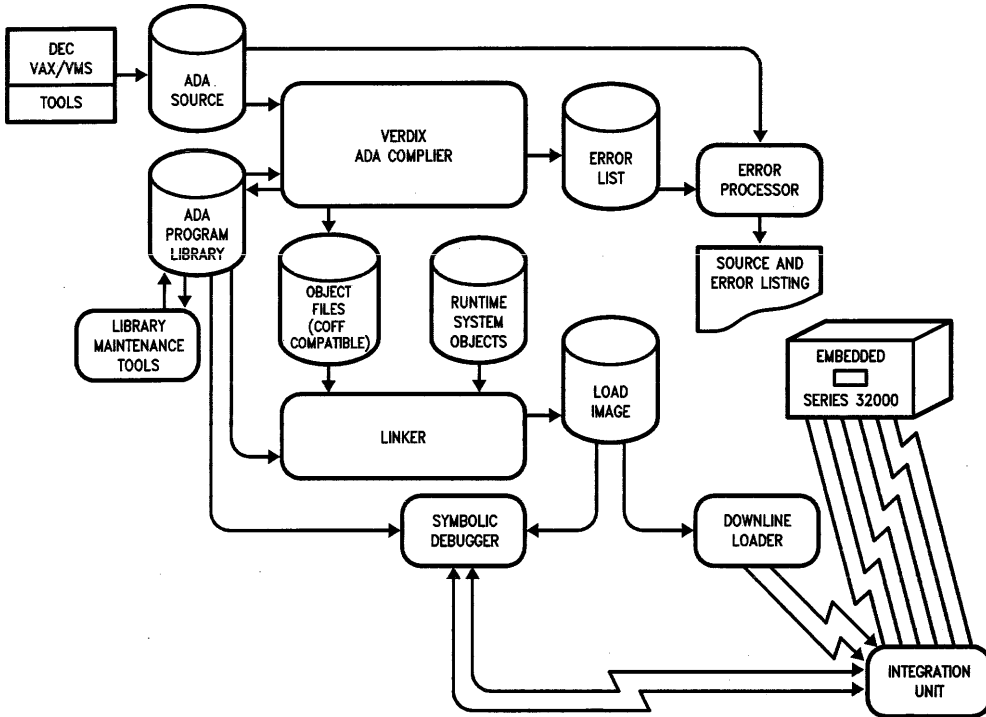 DEC
VAX/VMS
TOOLS
ADA
SOURCE
VERDIX
ADA COMPLIER
ERROR
LIST
ERROR
PROCESSOR
ADA
PROGRAM
LIBRARY
SOURCE AND
ERROR LISTING
OBJECT
FILES
(COFF
COMPATIBLE)
RUNTIME
SYSTEM
OBJECTS
LIBRARY
MAINTENANCE
TOOLS
EMBEDDED
SERIES 32000
LOAD
IMAGE
LINKER
SYMBOLIC
DEBUGGER
DOWNLINE
LOADER
INTEGRATION
UNIT